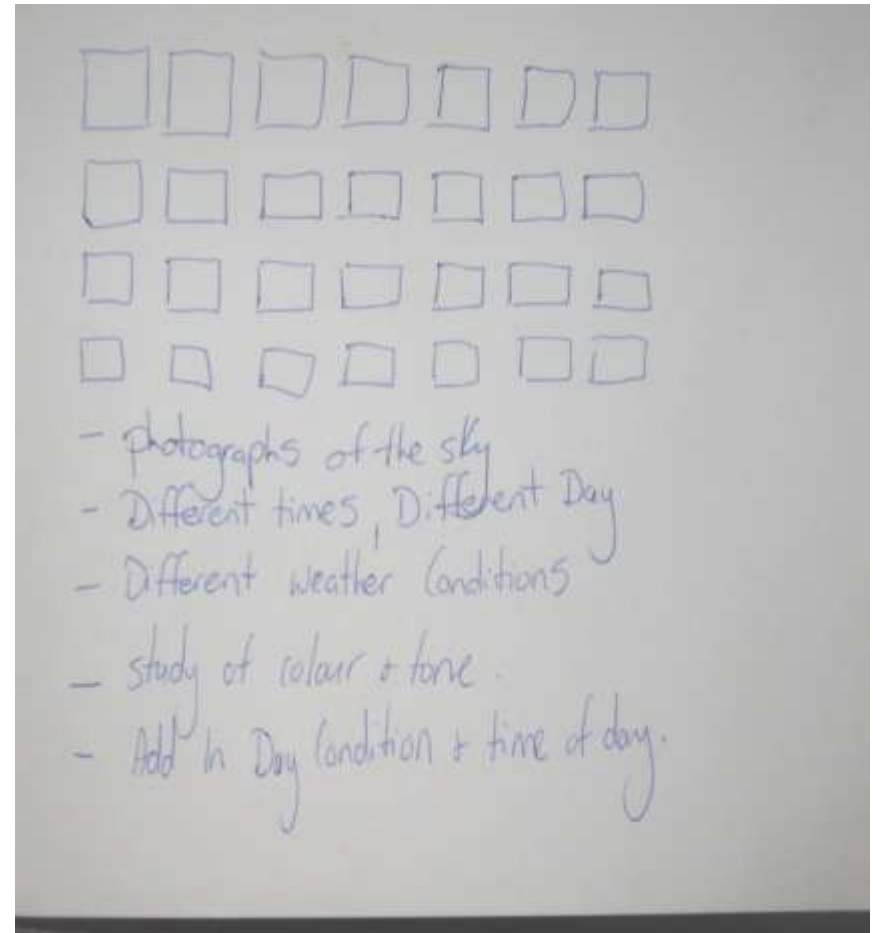 - photographs of the sky
- Different times, Different Day
- Different weather Conditions
- study of colour + tone.
- Add in Day Condition + time of day.